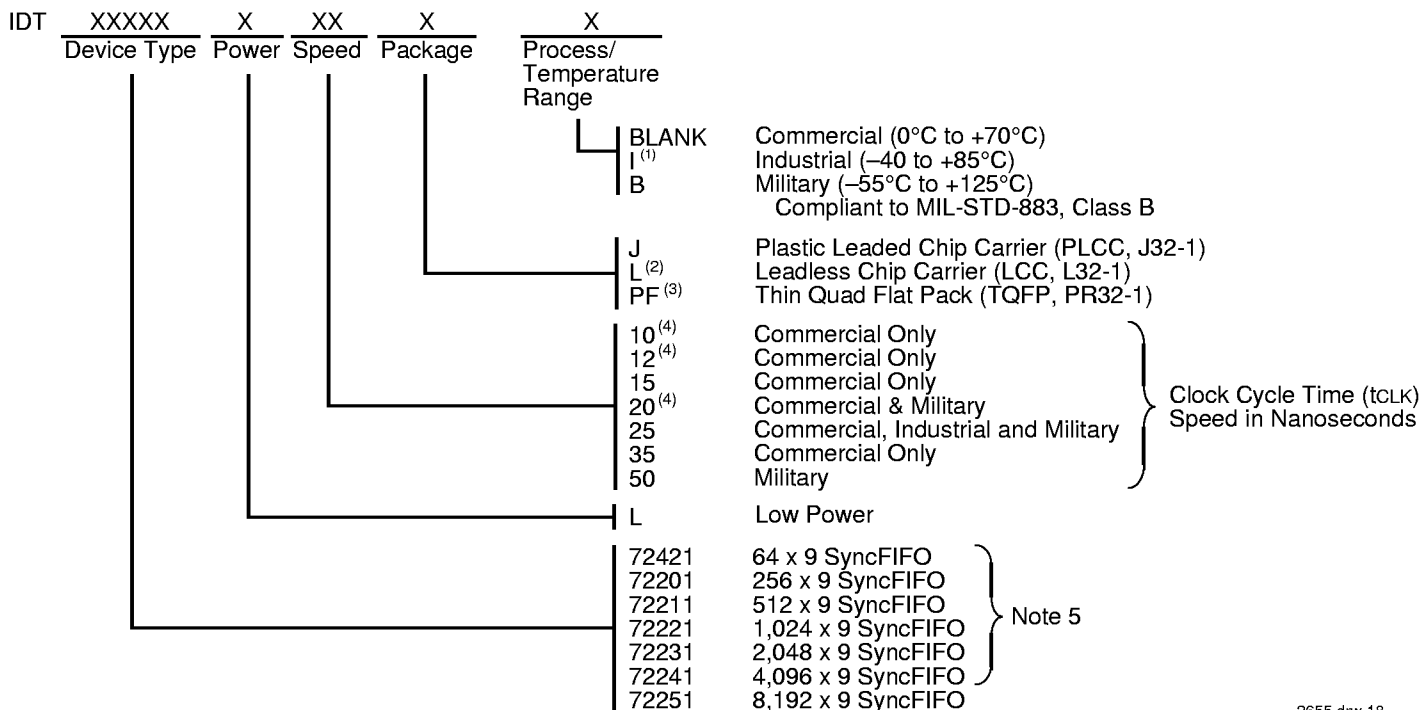 IDT XXXXX X XX X X
Device Type Power Speed Package Process/
Temperature
Range
BLANK Commercial (0°C to +70°C)
I(1) Industrial (–40 to +85°C)
B Military (–55°C to +125°C)
Compliant to MIL-STD-883, Class B
J Plastic Leaded Chip Carrier (PLCC, J32-1)
L(2) Leadless Chip Carrier (LCC, L32-1)
PF(3) Thin Quad Flat Pack (TQFP, PR32-1)
10(4) Commercial Only
12(4) Commercial Only
15 Commercial Only
20(4) Commercial & Military
25 Commercial, Industrial and Military
35 Commercial Only
50 Military
Clock Cycle Time (tCLK)
Speed in Nanoseconds
L Low Power
72421 64 x 9 SyncFIFO
72201 256 x 9 SyncFIFO
72211 512 x 9 SyncFIFO
72221 1,024 x 9 SyncFIFO
72231 2,048 x 9 SyncFIFO
72241 4,096 x 9 SyncFIFO
72251 8,192 x 9 SyncFIFO
Note 5